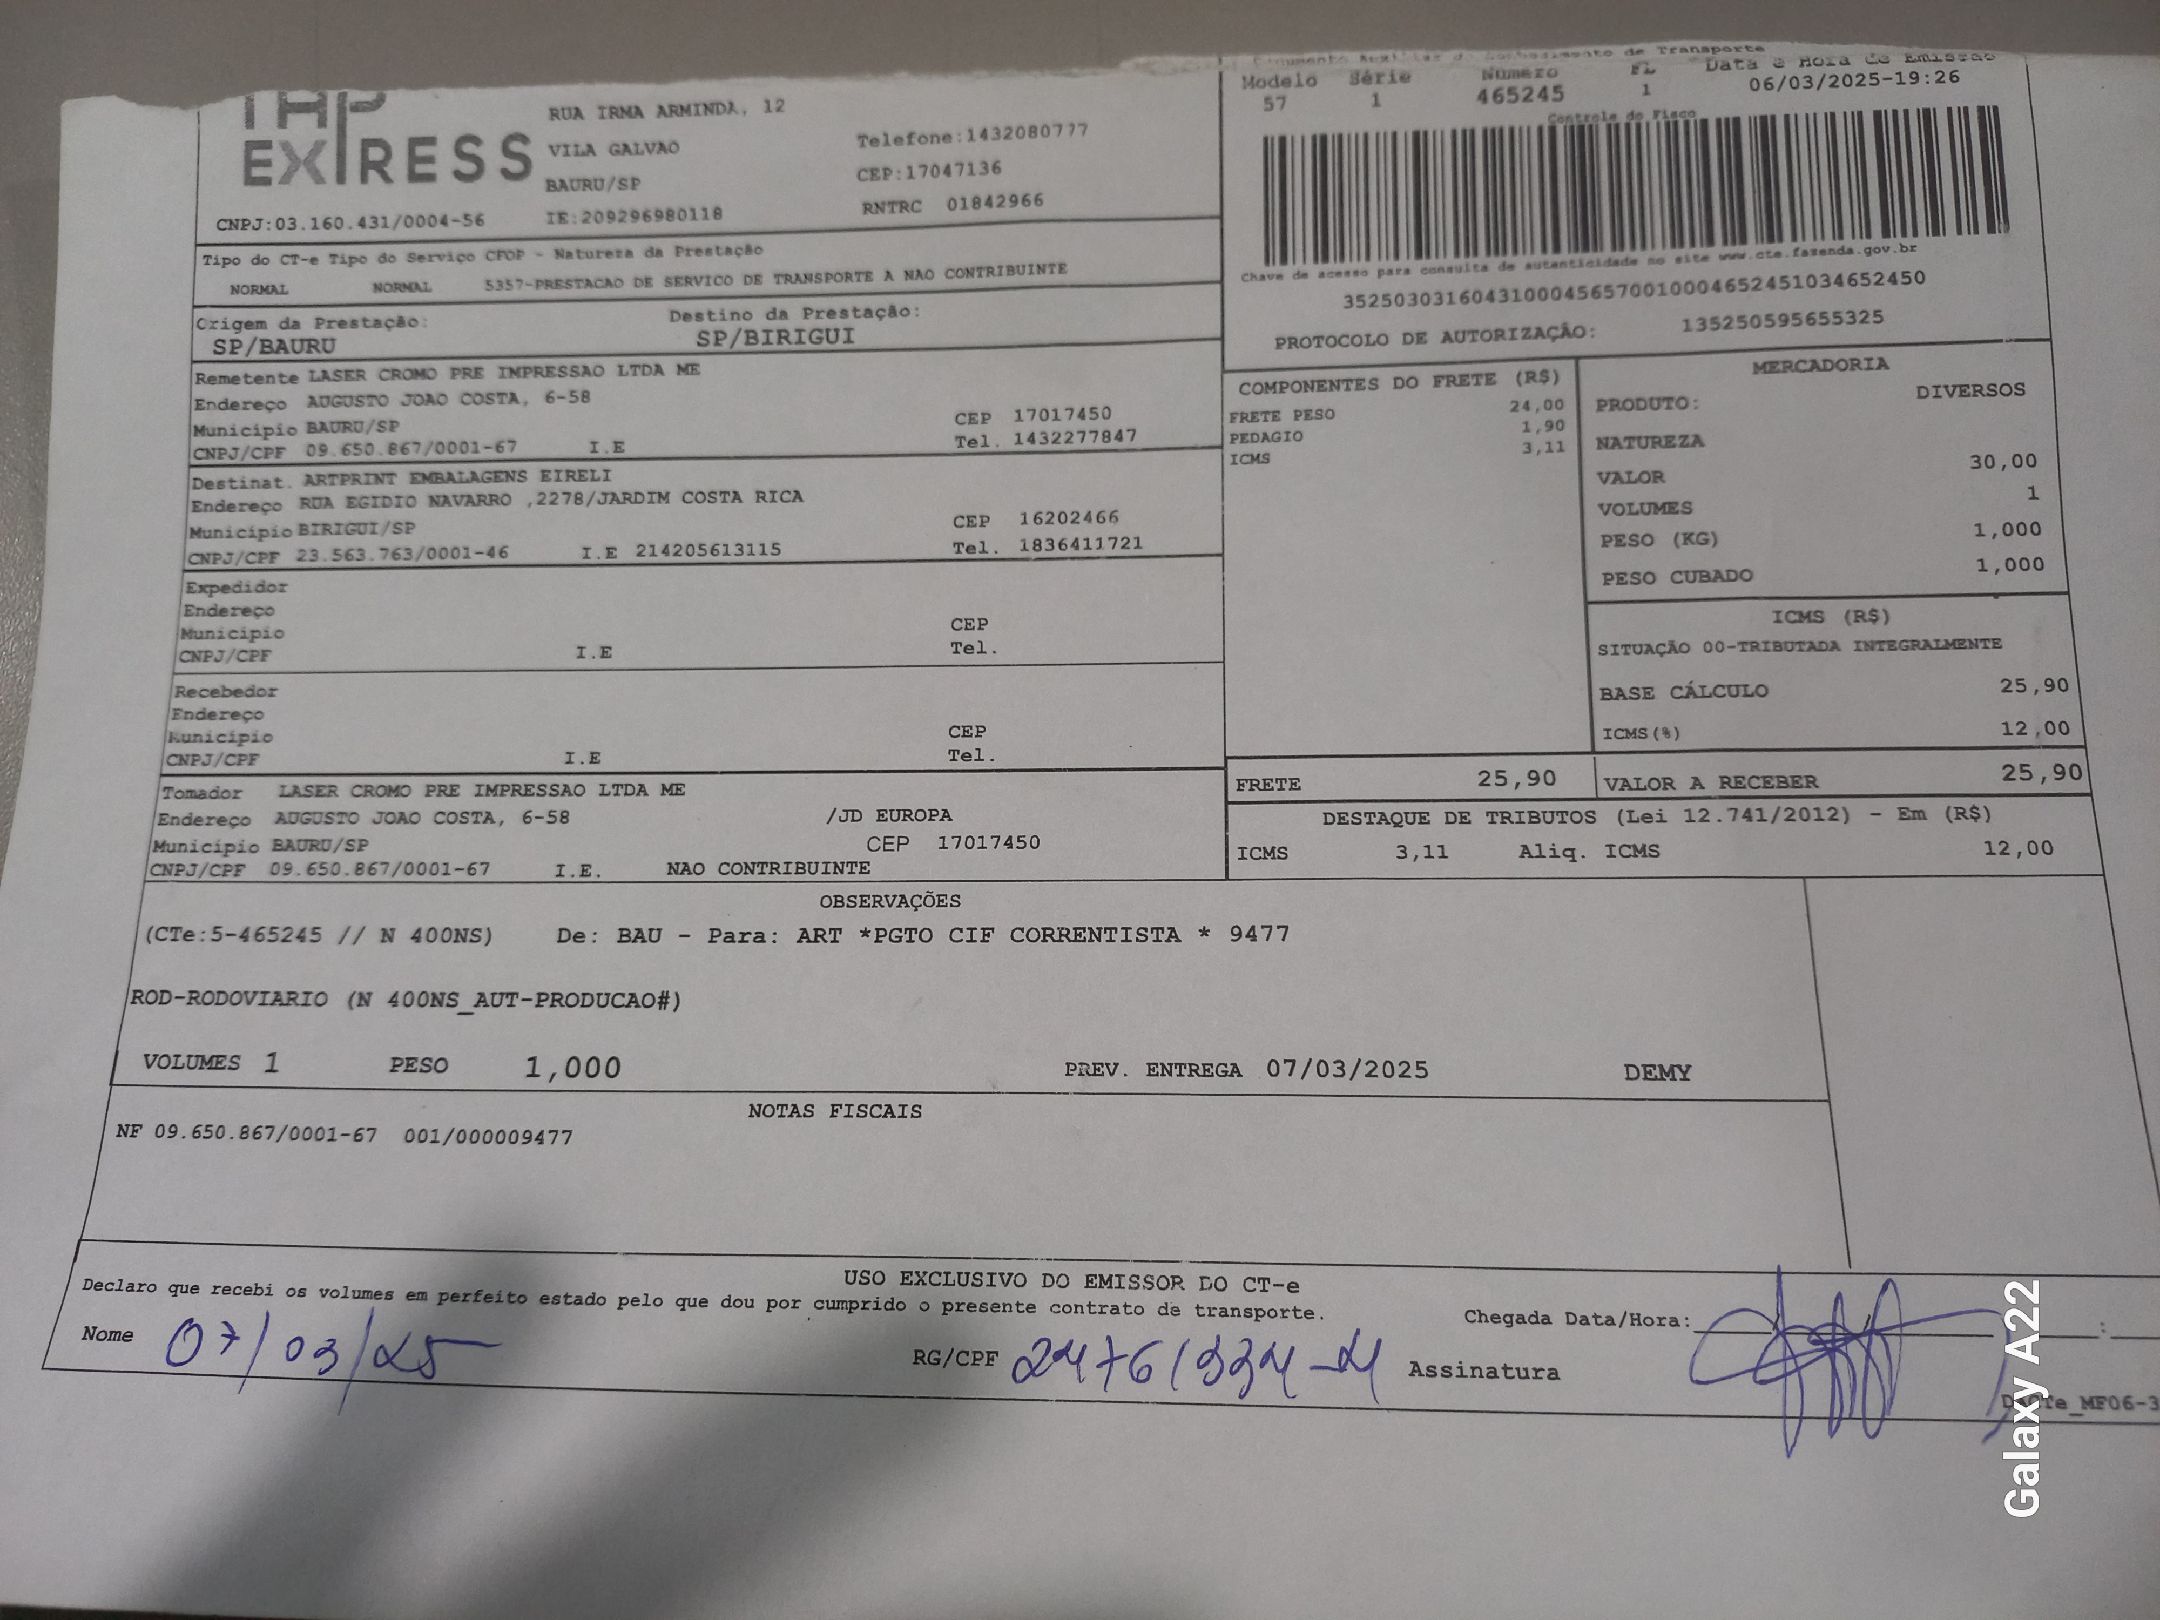 Documento Auxiliar do Conhecimento de Transporte
Modelo Série Número FL Data e Hora de Emissão
57 1 465245 1 06/03/2025-19:26
TAP
EXPRESS
RUA IRMA ARMINDA, 12
VILA GALVAO
BAURU/SP
Telefone:1432080777
CEP:17047136
CNPJ:03.160.431/0004-56 IE:209296980118 RNTRC 01842966
Controle do Fisco
Chave de acesso para consulta de autenticidade no site www.cte.fazenda.gov.br
35250303160431000456570010004652451034652450
PROTOCOLO DE AUTORIZAÇÃO: 135250595655325
Tipo do CT-e Tipo do Serviço CFOP - Natureza da Prestação
NORMAL NORMAL 5357-PRESTACAO DE SERVICO DE TRANSPORTE A NAO CONTRIBUINTE
Origem da Prestação: Destino da Prestação:
SP/BAURU SP/BIRIGUI
Remetente LASER CROMO PRE IMPRESSAO LTDA ME
Endereço AUGUSTO JOAO COSTA, 6-58
Município BAURU/SP CEP 17017450
CNPJ/CPF 09.650.867/0001-67 I.E Tel. 1432277847
Destinat. ARTPRINT EMBALAGENS EIRELI
Endereço RUA EGIDIO NAVARRO ,2278/JARDIM COSTA RICA
Município BIRIGUI/SP CEP 16202466
CNPJ/CPF 23.563.763/0001-46 I.E 214205613115 Tel. 1836411721
Expedidor
Endereço
Município CEP
CNPJ/CPF I.E Tel.
Recebedor
Endereço
Município CEP
CNPJ/CPF I.E Tel.
Tomador LASER CROMO PRE IMPRESSAO LTDA ME
Endereço AUGUSTO JOAO COSTA, 6-58 /JD EUROPA
Município BAURU/SP CEP 17017450
CNPJ/CPF 09.650.867/0001-67 I.E. NAO CONTRIBUINTE
COMPONENTES DO FRETE (R$)
FRETE PESO 24,00
PEDAGIO 1,90
ICMS 3,11
MERCADORIA
PRODUTO: DIVERSOS
NATUREZA
VALOR 30,00
VOLUMES 1
PESO (KG) 1,000
PESO CUBADO 1,000
ICMS (R$)
SITUAÇÃO 00-TRIBUTADA INTEGRALMENTE
BASE CÁLCULO 25,90
ICMS(%) 12,00
FRETE 25,90 VALOR A RECEBER 25,90
DESTAQUE DE TRIBUTOS (Lei 12.741/2012) - Em (R$)
ICMS 3,11 Aliq. ICMS 12,00
OBSERVAÇÕES
(CTe:5-465245 // N 400NS) De: BAU - Para: ART *PGTO CIF CORRENTISTA * 9477
ROD-RODOVIARIO (N 400NS_AUT-PRODUCAO#)
VOLUMES 1 PESO 1,000 PREV. ENTREGA 07/03/2025 DEMY
NOTAS FISCAIS
NF 09.650.867/0001-67 001/000009477
USO EXCLUSIVO DO EMISSOR DO CT-e
Declaro que recebi os volumes em perfeito estado pelo que dou por cumprido o presente contrato de transporte.
Chegada Data/Hora: :
Nome 07/03/25 RG/CPF Assinatura
DACTe_MF06-3
Galaxy A22